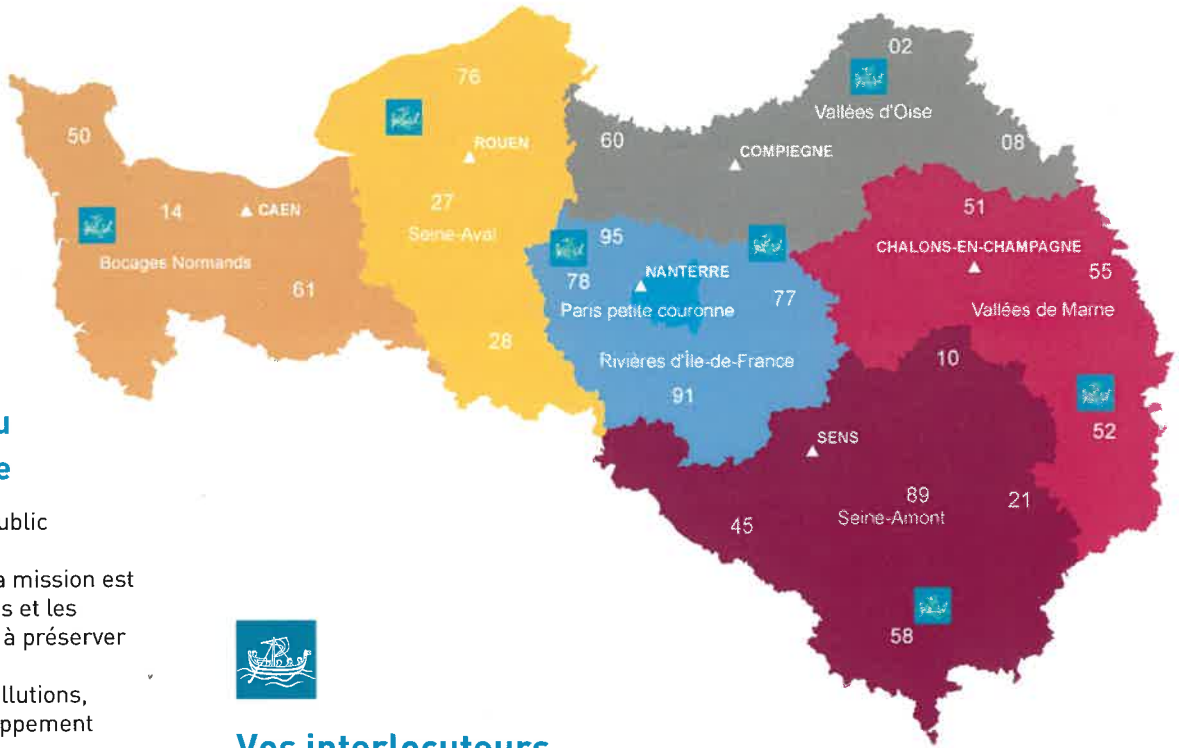 02
76
Vallées d'Oise
50
60
ROUEN
COMPIEGNE
08
14
CAEN
27
51
95
Seine-Aval
CHALONS-EN-CHAMPAGNE
Bocages Normands
78
NANTERRE
55
61
77
Paris petite couronne
Vallées de Marne
28
Rivières d'Île-de-France
10
91
52
SENS
89
21
45
Seine-Amont
58
u
e
ublic
a mission est
s et les
à préserver
llutions,
ppement
Vos interlocuteurs